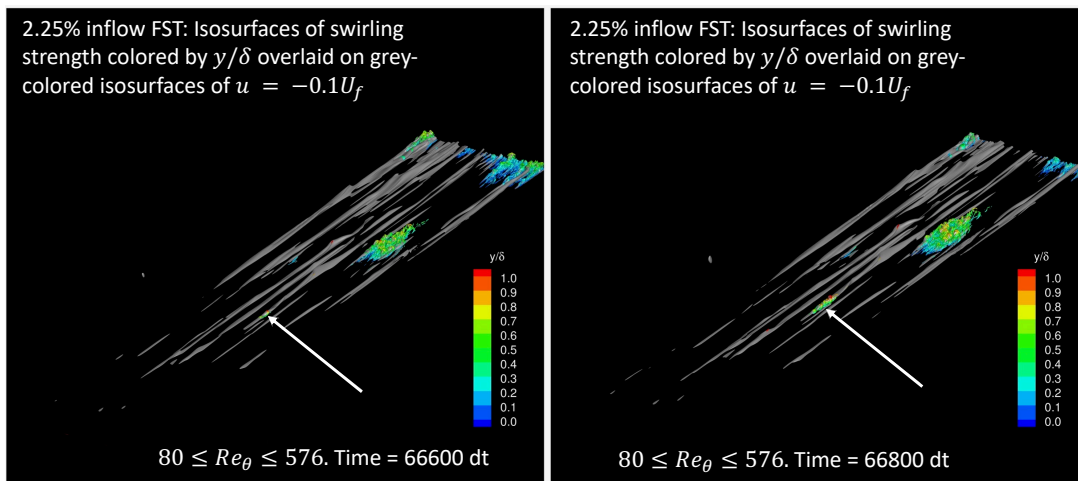 2.25% inflow FST: Isosurfaces of swirling
strength colored by y/δ overlaid on grey-
colored isosurfaces of u = −0.1U_f
y/δ
1.0
0.9
0.8
0.7
0.6
0.5
0.4
0.3
0.2
0.1
0.0
80 ≤ Re_θ ≤ 576. Time = 66600 dt
2.25% inflow FST: Isosurfaces of swirling
strength colored by y/δ overlaid on grey-
colored isosurfaces of u = −0.1U_f
y/δ
1.0
0.9
0.8
0.7
0.6
0.5
0.4
0.3
0.2
0.1
0.0
80 ≤ Re_θ ≤ 576. Time = 66800 dt